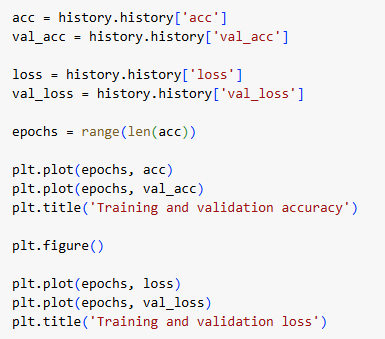 acc = history.history['acc']
val_acc = history.history['val_acc']
loss = history.history['loss']
val_loss = history.history['val_loss']
epochs = range(len(acc))
plt.plot(epochs, acc)
plt.plot(epochs, val_acc)
plt.title('Training and validation accuracy')
plt.figure()
plt.plot(epochs, loss)
plt.plot(epochs, val_loss)
plt.title('Training and validation loss')